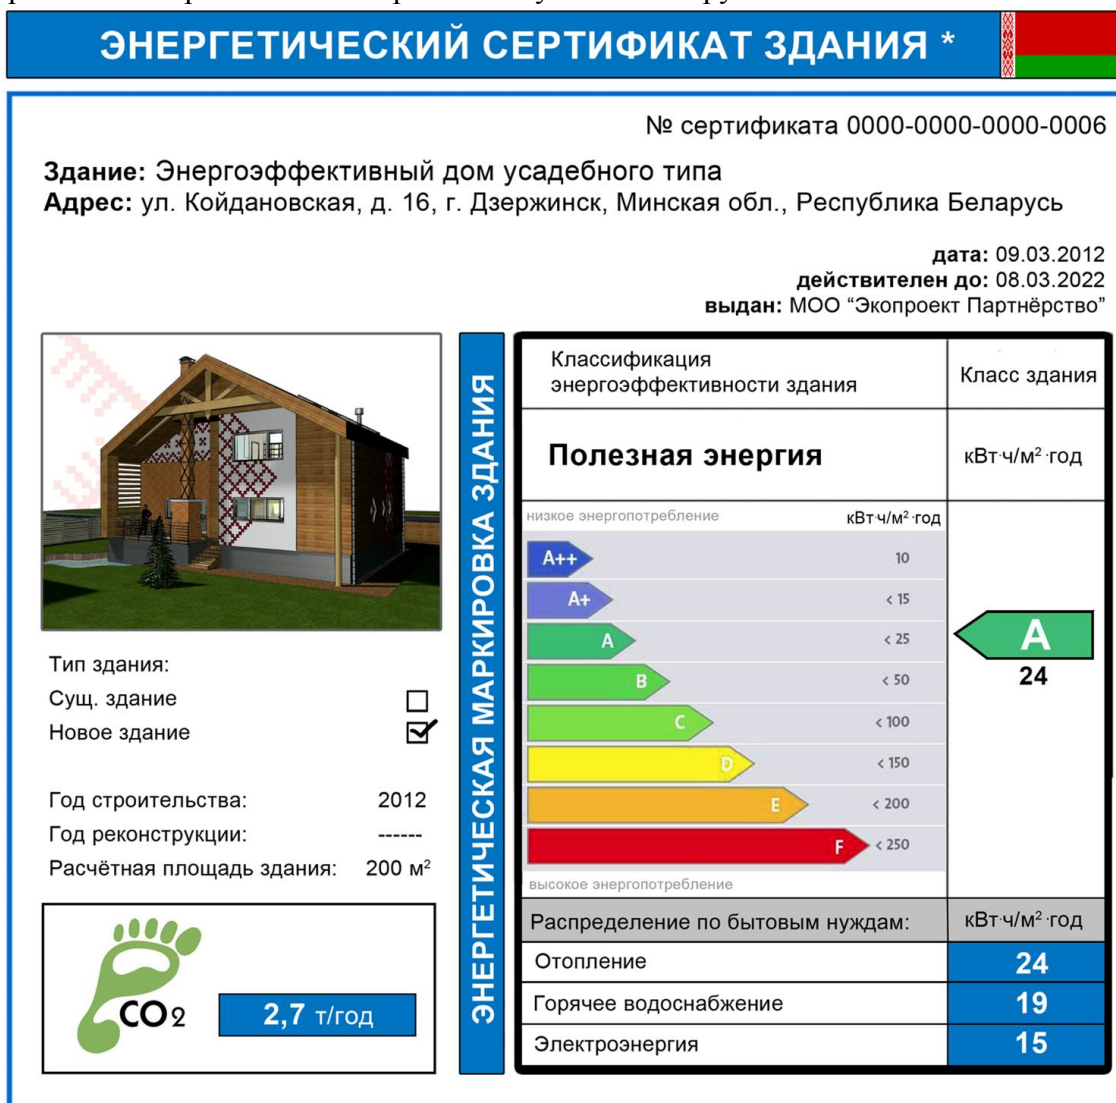 ЭНЕРГЕТИЧЕСКИЙ СЕРТИФИКАТ ЗДАНИЯ *
№ сертификата 0000-0000-0000-0006
Здание: Энергоэффективный дом усадебного типа
Адрес: ул. Койдановская, д. 16, г. Дзержинск, Минская обл., Республика Беларусь
дата: 09.03.2012
действителен до: 08.03.2022
выдан: МОО “Экопроект Партнёрство”
Тип здания:
Сущ. здание
Новое здание
Год строительства: 2012
Год реконструкции: ------
Расчётная площадь здания: 200 м²
CO2 2,7 т/год
ЭНЕРГЕТИЧЕСКАЯ МАРКИРОВКА ЗДАНИЯ
Классификация
энергоэффективности здания
Класс здания
Полезная энергия кВт·ч/м²·год
низкое энергопотребление кВт·ч/м²·год
A++ 10
A+ < 15
A < 25
B < 50
C < 100
D < 150
E < 200
F < 250
высокое энергопотребление
A
24
Распределение по бытовым нуждам: кВт·ч/м²·год
Отопление 24
Горячее водоснабжение 19
Электроэнергия 15